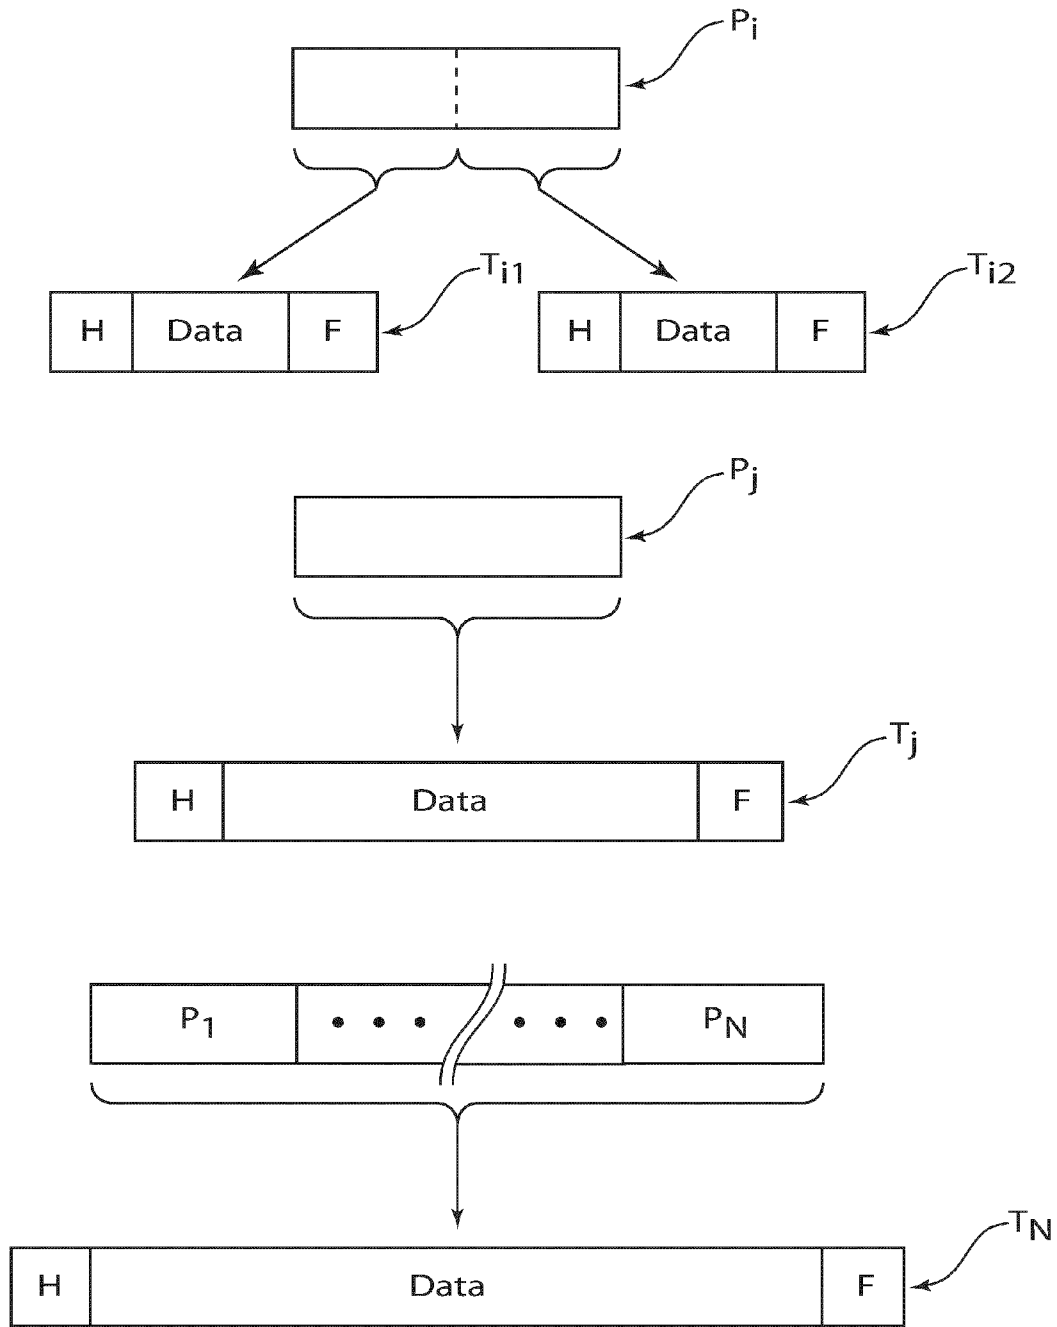 Pi
Ti1
Ti2
H Data F
H Data F
Pj
Tj
H Data F
P1 • • • • • • PN
TN
H Data F